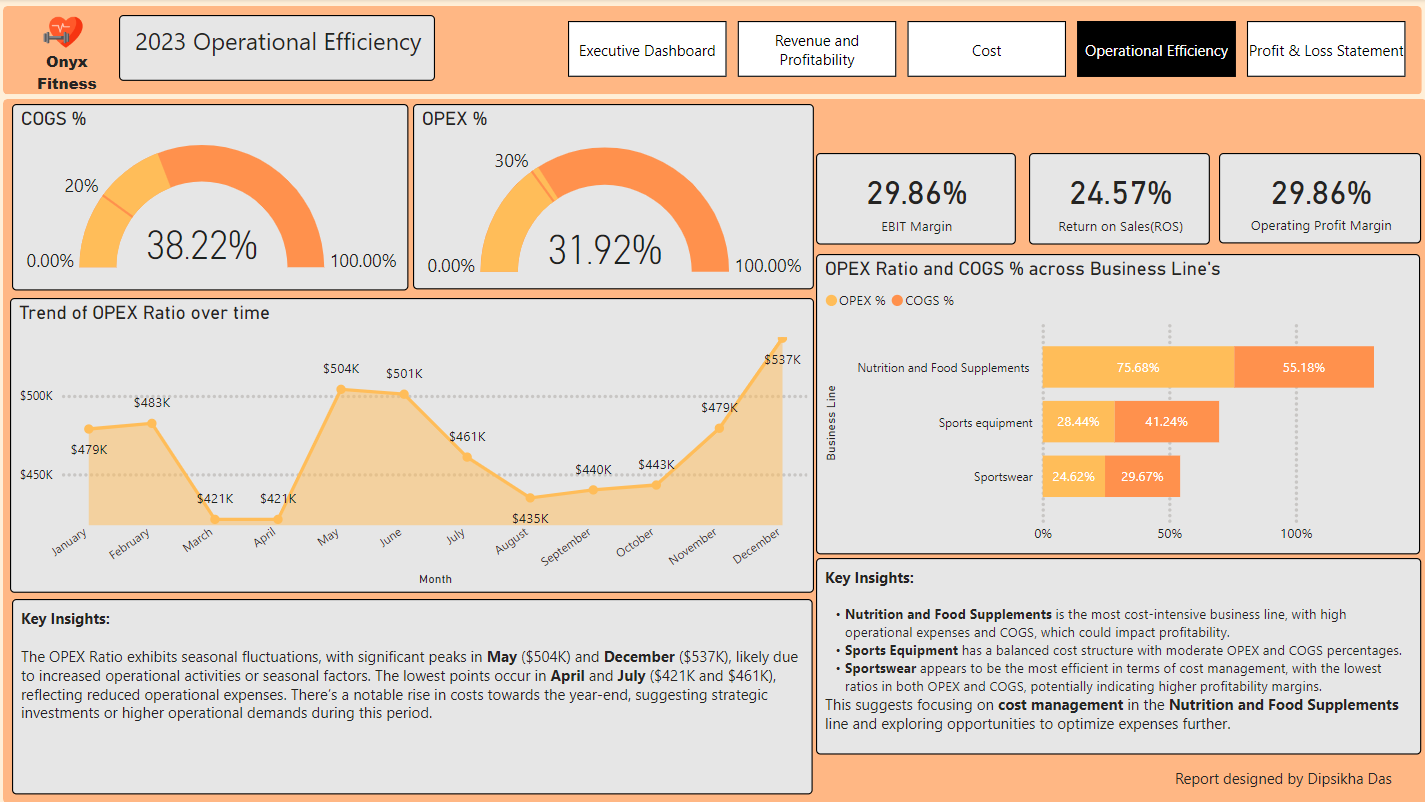 Onyx
Fitness
2023 Operational Efficiency
Executive Dashboard
Revenue and
Profitability
Cost
Operational Efficiency
Profit & Loss Statement
COGS %
20%
0.00%
38.22%
100.00%
OPEX %
30%
0.00%
31.92%
100.00%
29.86%
EBIT Margin
24.57%
Return on Sales(ROS)
29.86%
Operating Profit Margin
Trend of OPEX Ratio over time
$500K
$450K
$479K
$483K
$421K
$421K
$504K
$501K
$461K
$435K
$440K
$443K
$479K
$537K
January
February
March
April
May
June
July
August
September
October
November
December
Month
OPEX Ratio and COGS % across Business Line's
OPEX %
COGS %
Business Line
Nutrition and Food Supplements
75.68%
55.18%
Sports equipment
28.44%
41.24%
Sportswear
24.62%
29.67%
0%
50%
100%
Key Insights:
The OPEX Ratio exhibits seasonal fluctuations, with significant peaks in May ($504K) and December ($537K), likely due
to increased operational activities or seasonal factors. The lowest points occur in April and July ($421K and $461K),
reflecting reduced operational expenses. There's a notable rise in costs towards the year-end, suggesting strategic
investments or higher operational demands during this period.
Key Insights:
• Nutrition and Food Supplements is the most cost-intensive business line, with high
operational expenses and COGS, which could impact profitability.
• Sports Equipment has a balanced cost structure with moderate OPEX and COGS percentages.
• Sportswear appears to be the most efficient in terms of cost management, with the lowest
ratios in both OPEX and COGS, potentially indicating higher profitability margins.
This suggests focusing on cost management in the Nutrition and Food Supplements
line and exploring opportunities to optimize expenses further.
Report designed by Dipsikha Das